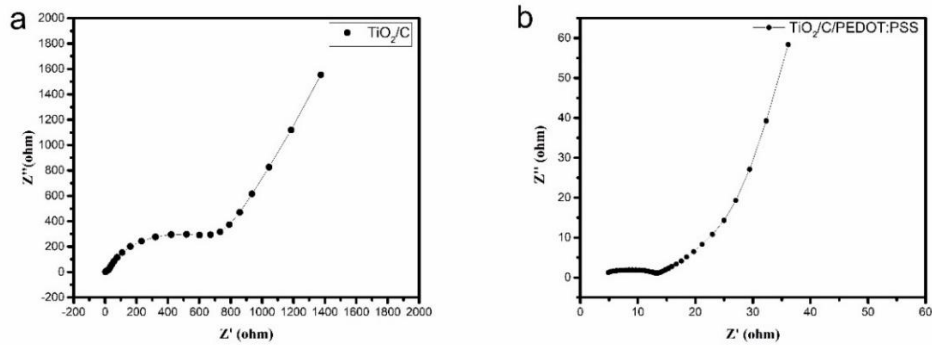 a
TiO₂/C
2000
1800
1600
1400
1200
1000
800
600
400
200
0
-200
-200 0 200 400 600 800 1000 1200 1400 1600 1800 2000
Z''(ohm)
Z' (ohm)
b
TiO₂/C/PEDOT:PSS
60
50
40
30
20
10
0
0 10 20 30 40 50 60
Z'' (ohm)
Z' (ohm)